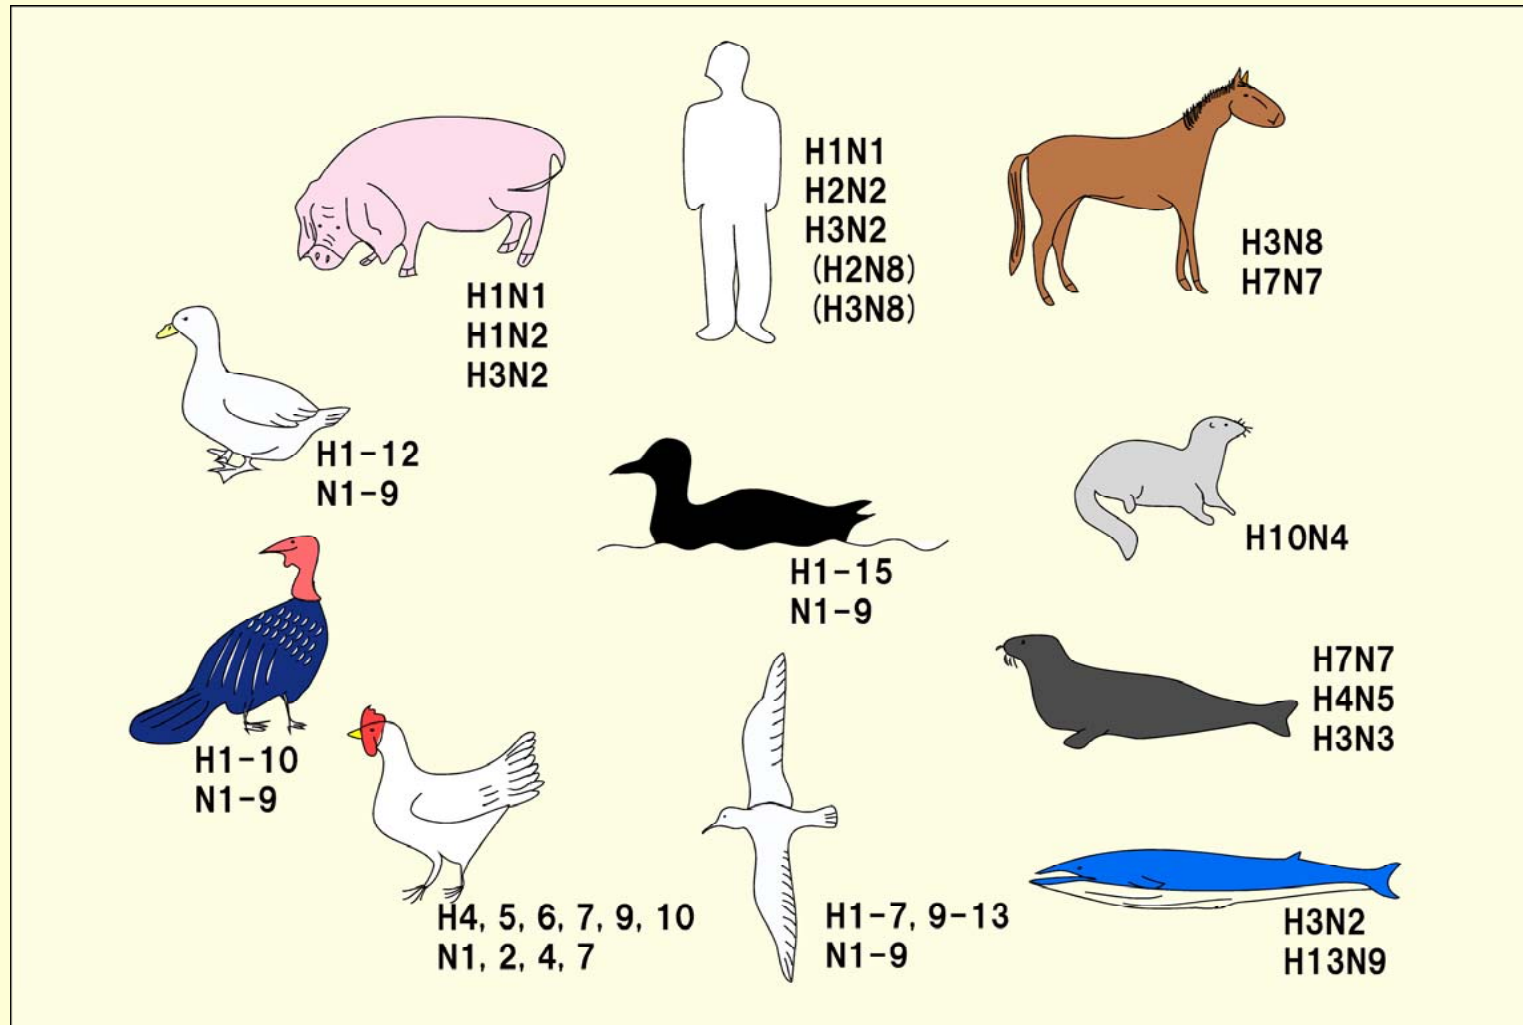 H1N1
H1N2
H3N2
H1N1
H2N2
H3N2
(H2N8)
(H3N8)
H3N8
H7N7
H1-12
N1-9
H1-15
N1-9
H10N4
H1-10
N1-9
H7N7
H4N5
H3N3
H4, 5, 6, 7, 9, 10
N1, 2, 4, 7
H1-7, 9-13
N1-9
H3N2
H13N9